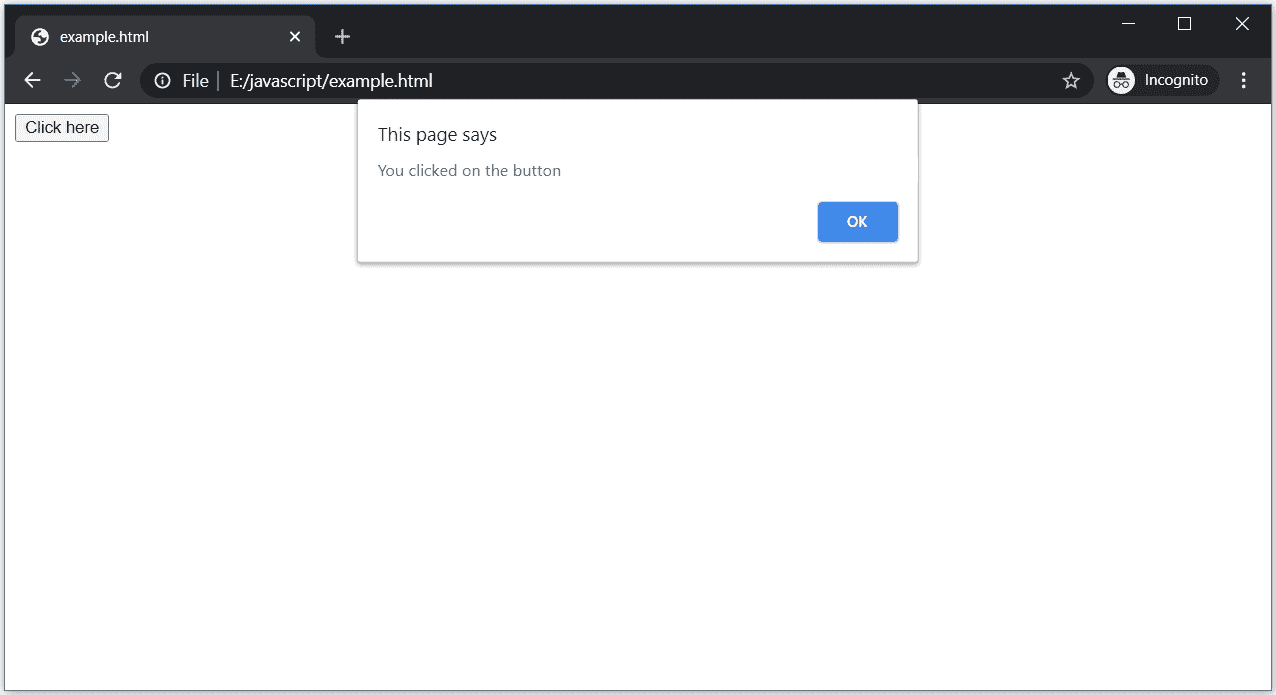 example.html
File | E:/javascript/example.html
Incognito
Click here
This page says
You clicked on the button
OK